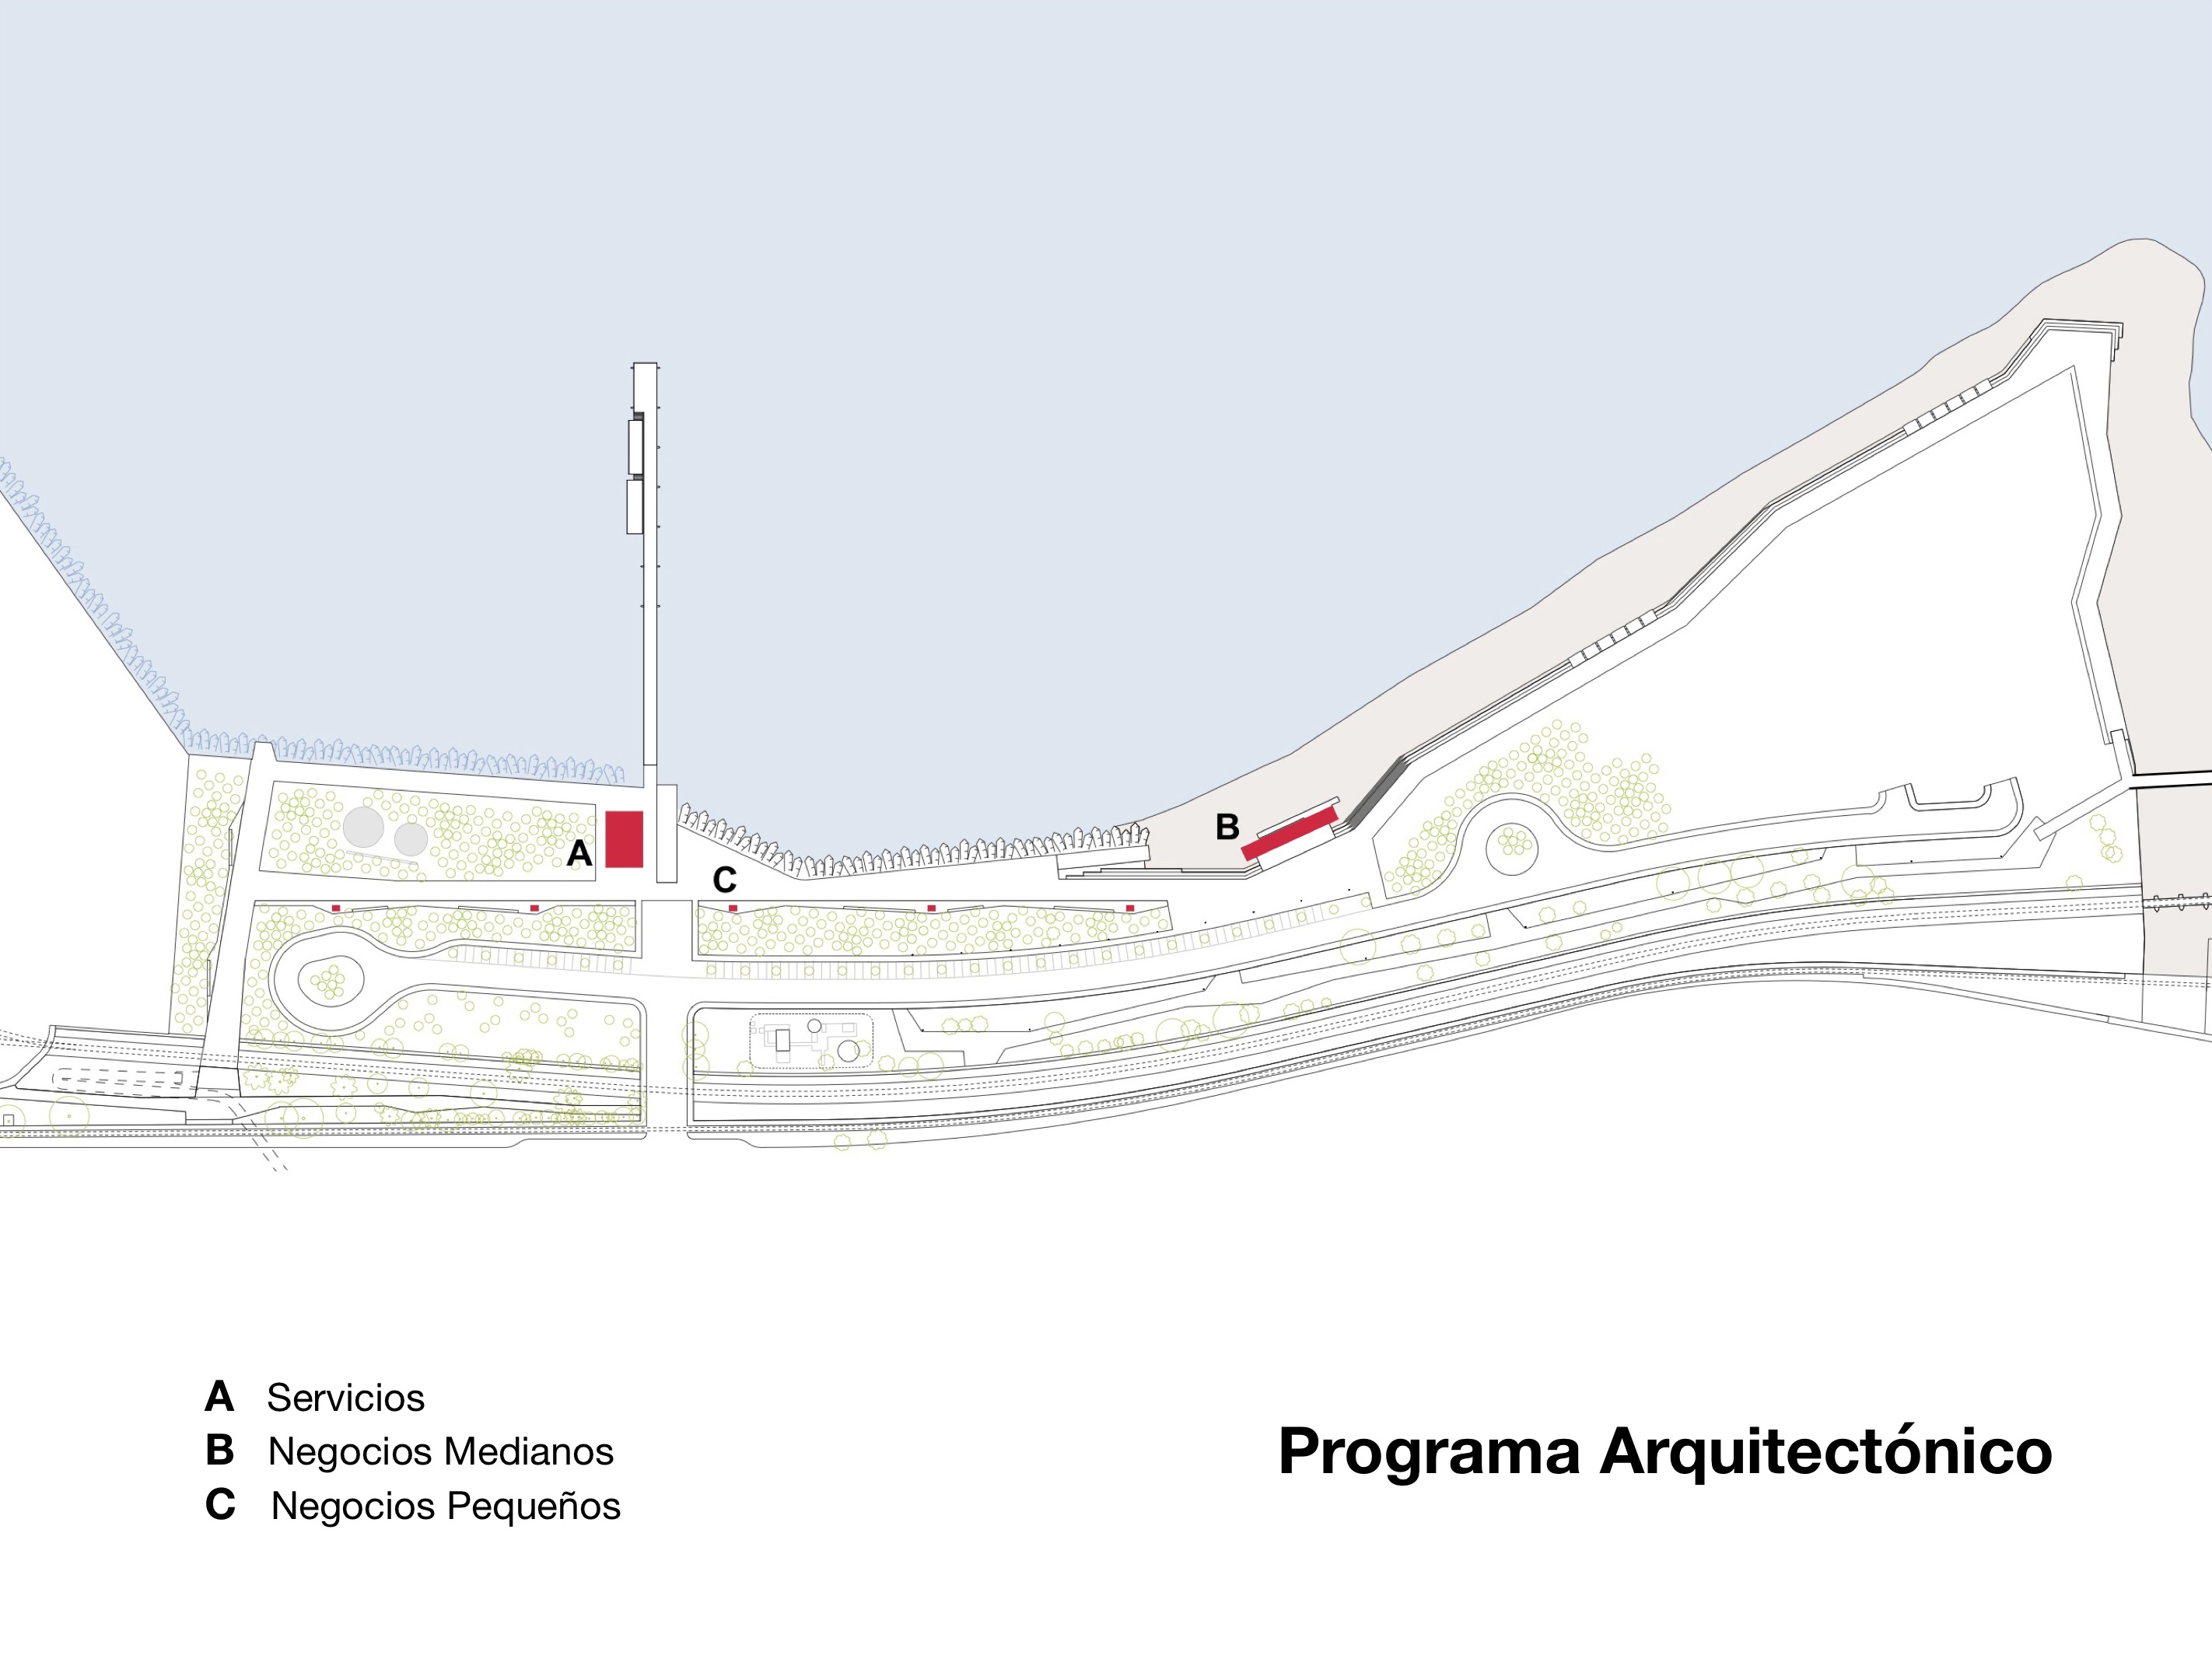 A
B
C
A Servicios
B Negocios Medianos
C Negocios Pequeños
Programa Arquitectónico